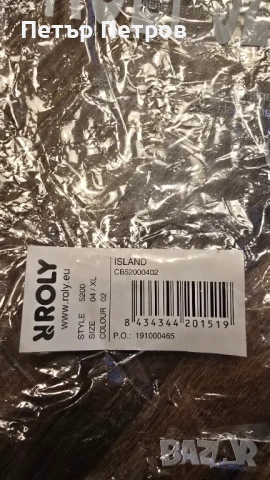 Петър Петров
ROLY
www.roly.eu
STYLE 5200
SIZE 04 / XL
COLOUR 02
ISLAND
CB52000402
8 434344 201519
P.O.: 191000465
BAZAR